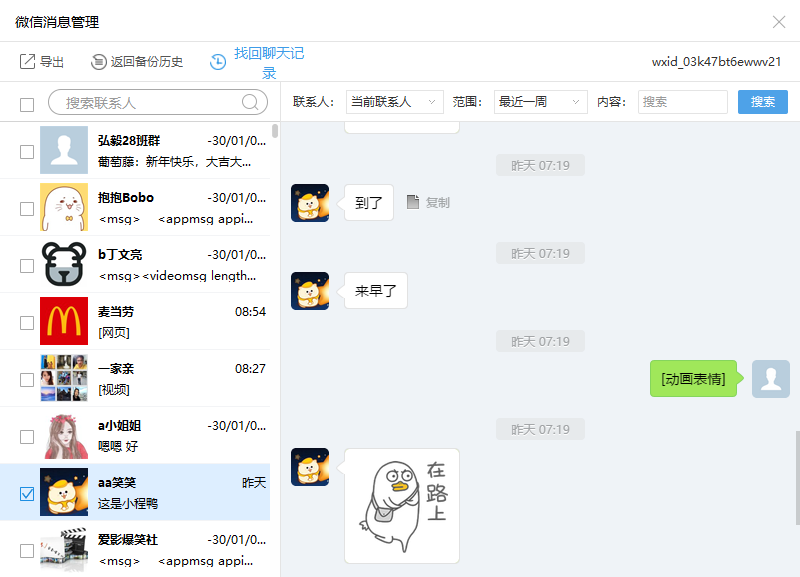 微信消息管理
导出
返回备份历史
找回聊天记
录
wxid_03k47bt6ewwv21
搜索联系人
联系人：
当前联系人
范围：
最近一周
内容：
搜索
搜索
弘毅28班群
-30/01/0...
葡萄藤：新年快乐，大吉大...
抱抱Bobo
-30/01/0...
<msg> <appmsg appi...
b丁文亮
-30/01/0...
<msg><videomsg length...
麦当劳
08:54
[网页]
一家亲
08:27
[视频]
a小姐姐
-30/01/0...
嗯嗯 好
aa笑笑
昨天
这是小程鸭
爱影爆笑社
-30/01/0...
<msg> <appmsg appi...
昨天 07:19
到了
复制
昨天 07:19
来早了
昨天 07:19
[动画表情]
昨天 07:19
在路上